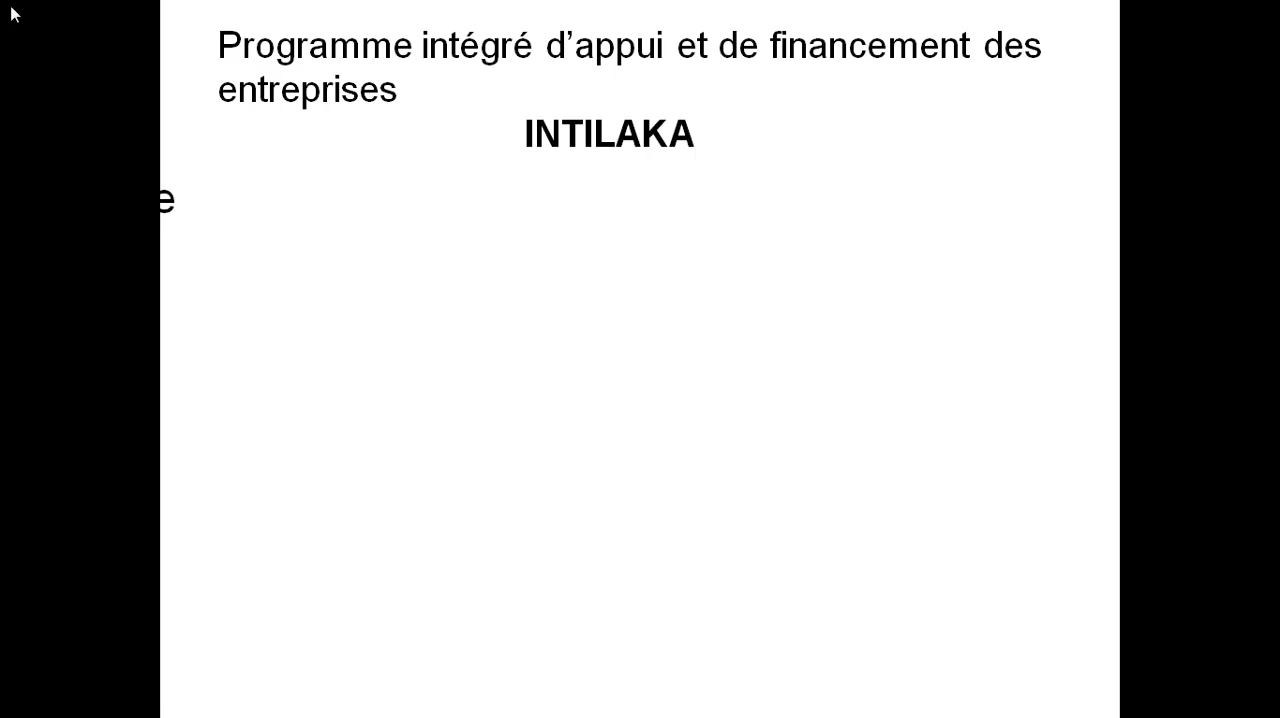 Programme intégré d’appui et de financement des
entreprises
INTILAKA
e